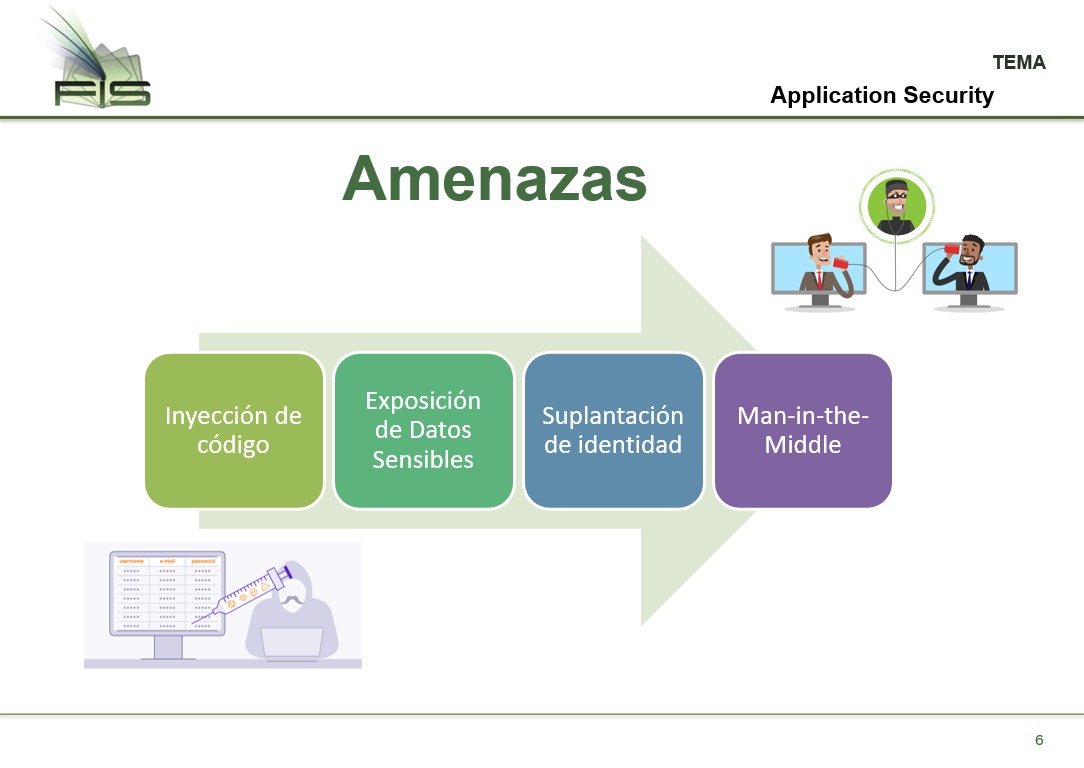 FIS
TEMA
Application Security
Amenazas
Inyección de
código
Exposición
de Datos
Sensibles
Suplantación
de identidad
Man-in-the-
Middle
username e-mail password
6